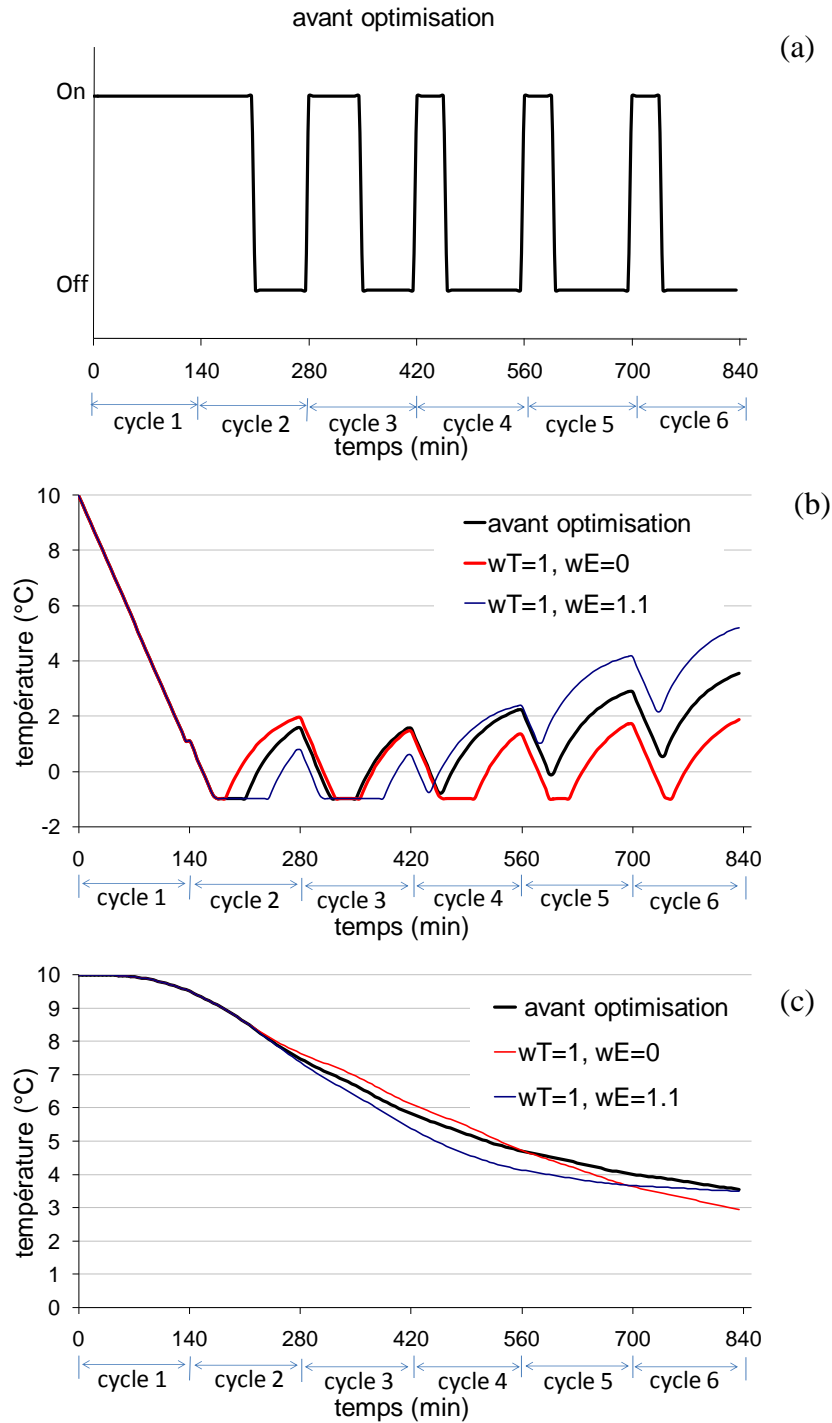 avant optimisation
(a)
On
Off
0 140 280 420 560 700 840
cycle 1 cycle 2 cycle 3 cycle 4 cycle 5 cycle 6
temps (min)
(b)
10
8
6
4
2
0
-2
température (°C)
avant optimisation
wT=1, wE=0
wT=1, wE=1.1
0 140 280 420 560 700 840
cycle 1 cycle 2 cycle 3 cycle 4 cycle 5 cycle 6
temps (min)
(c)
10
9
8
7
6
5
4
3
2
1
0
température (°C)
avant optimisation
wT=1, wE=0
wT=1, wE=1.1
0 140 280 420 560 700 840
cycle 1 cycle 2 cycle 3 cycle 4 cycle 5 cycle 6
temps (min)